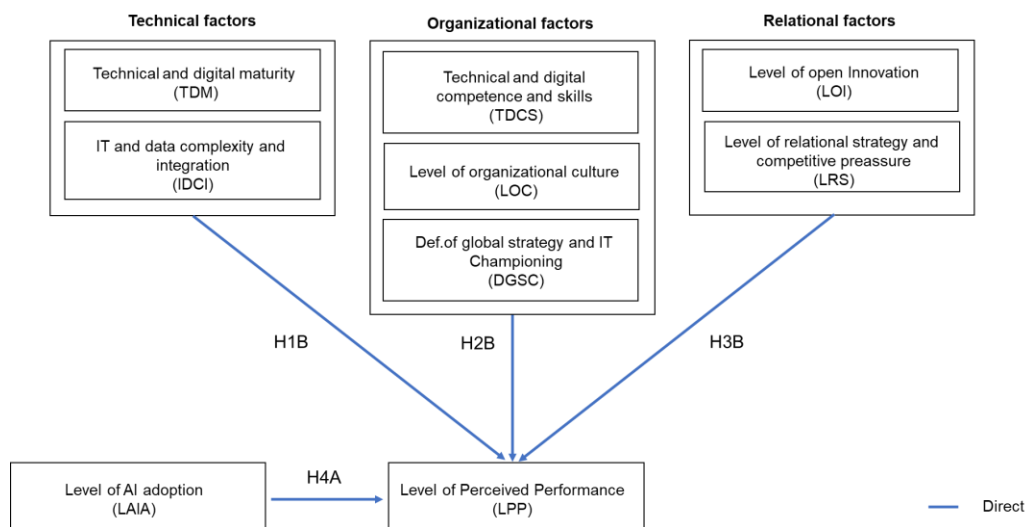 Technical factors
Technical and digital maturity
(TDM)
IT and data complexity and
integration
(IDCI)
Organizational factors
Technical and digital
competence and skills
(TDCS)
Level of organizational culture
(LOC)
Def.of global strategy and IT
Championing
(DGSC)
Relational factors
Level of open Innovation
(LOI)
Level of relational strategy and
competitive preassure
(LRS)
H1B
H2B
H3B
Level of AI adoption
(LAIA)
H4A
Level of Perceived Performance
(LPP)
Direct